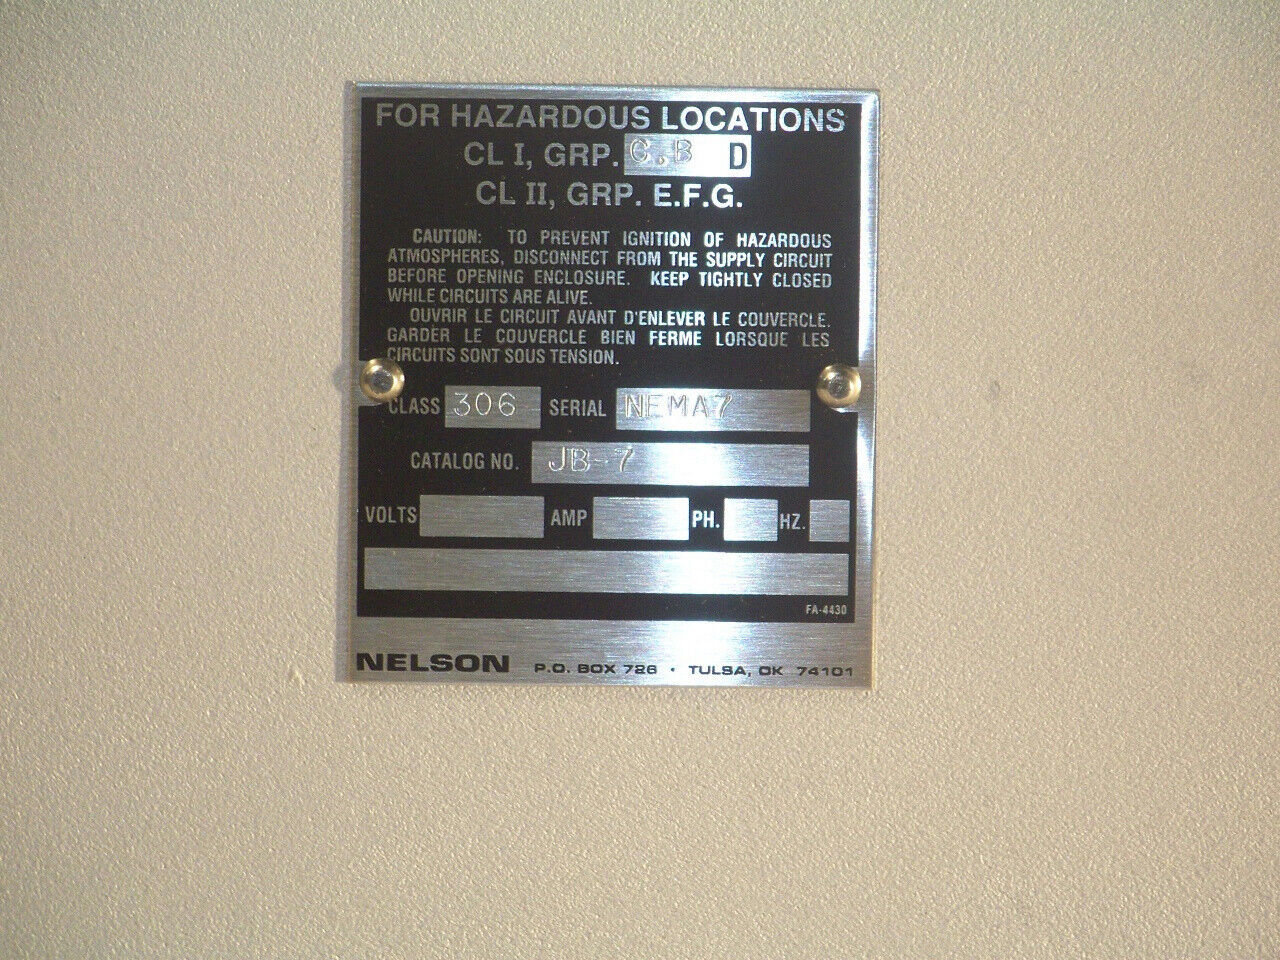 FOR HAZARDOUS LOCATIONS
CL I, GRP. C.B D
CL II, GRP. E.F.G.
CAUTION: TO PREVENT IGNITION OF HAZARDOUS
ATMOSPHERES, DISCONNECT FROM THE SUPPLY CIRCUIT
BEFORE OPENING ENCLOSURE. KEEP TIGHTLY CLOSED
WHILE CIRCUITS ARE ALIVE.
OUVRIR LE CIRCUIT AVANT D'ENLEVER LE COUVERCLE.
GARDER LE COUVERCLE BIEN FERME LORSQUE LES
CIRCUITS SONT SOUS TENSION.
CLASS 306 SERIAL NEMA7
CATALOG NO. JB-7
VOLTS AMP PH. HZ.
FA-4430
NELSON P.O. BOX 726 · TULSA, OK 74101